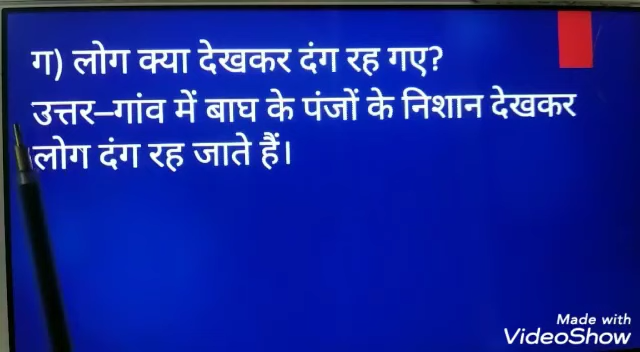 ग) लोग क्या देखकर दंग रह गए?
उत्तर–गांव में बाघ के पंजों के निशान देखकर
लोग दंग रह जाते हैं।
Made with
VideoShow